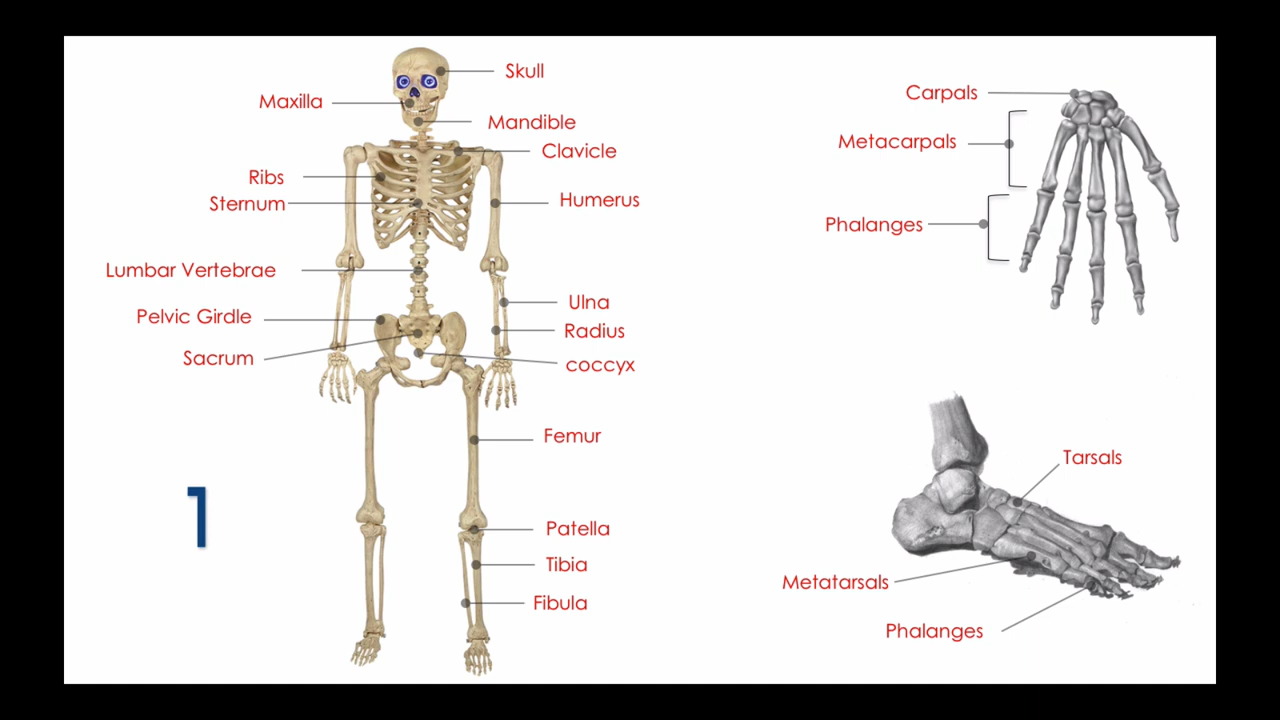 Skull
Maxilla
Mandible
Clavicle
Ribs
Sternum
Humerus
Lumbar Vertebrae
Ulna
Pelvic Girdle
Radius
Sacrum
coccyx
Femur
1
Patella
Tibia
Fibula
Carpals
Metacarpals
Phalanges
Tarsals
Metatarsals
Phalanges